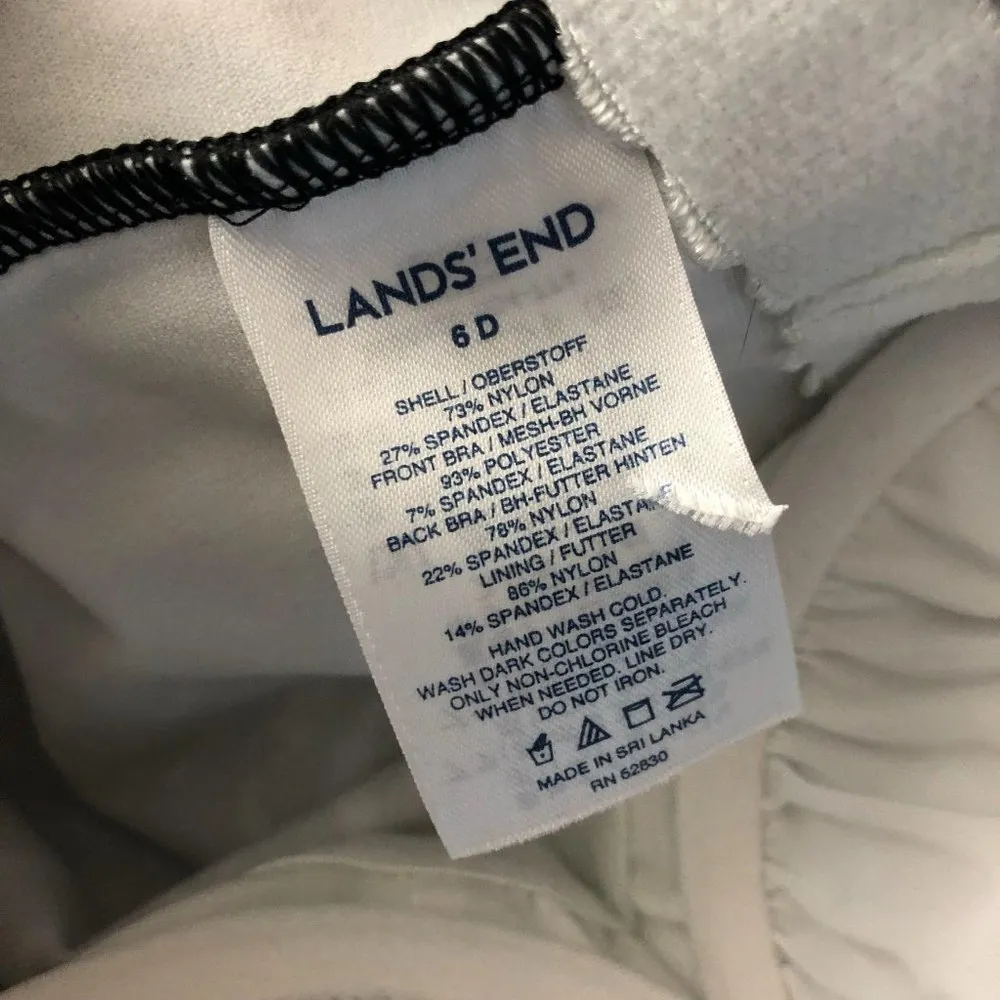 LANDS' END
6 D
SHELL / OBERSTOFF
73% NYLON
27% SPANDEX / ELASTANE
FRONT BRA / MESH-BH VORNE
93% POLYESTER
7% SPANDEX / ELASTANE
BACK BRA / BH-FUTTER HINTEN
78% NYLON
22% SPANDEX / ELASTANE
LINING / FUTTER
86% NYLON
14% SPANDEX / ELASTANE
HAND WASH COLD.
WASH DARK COLORS SEPARATELY.
ONLY NON-CHLORINE BLEACH
WHEN NEEDED. LINE DRY.
DO NOT IRON.
MADE IN SRI LANKA
RN 62830